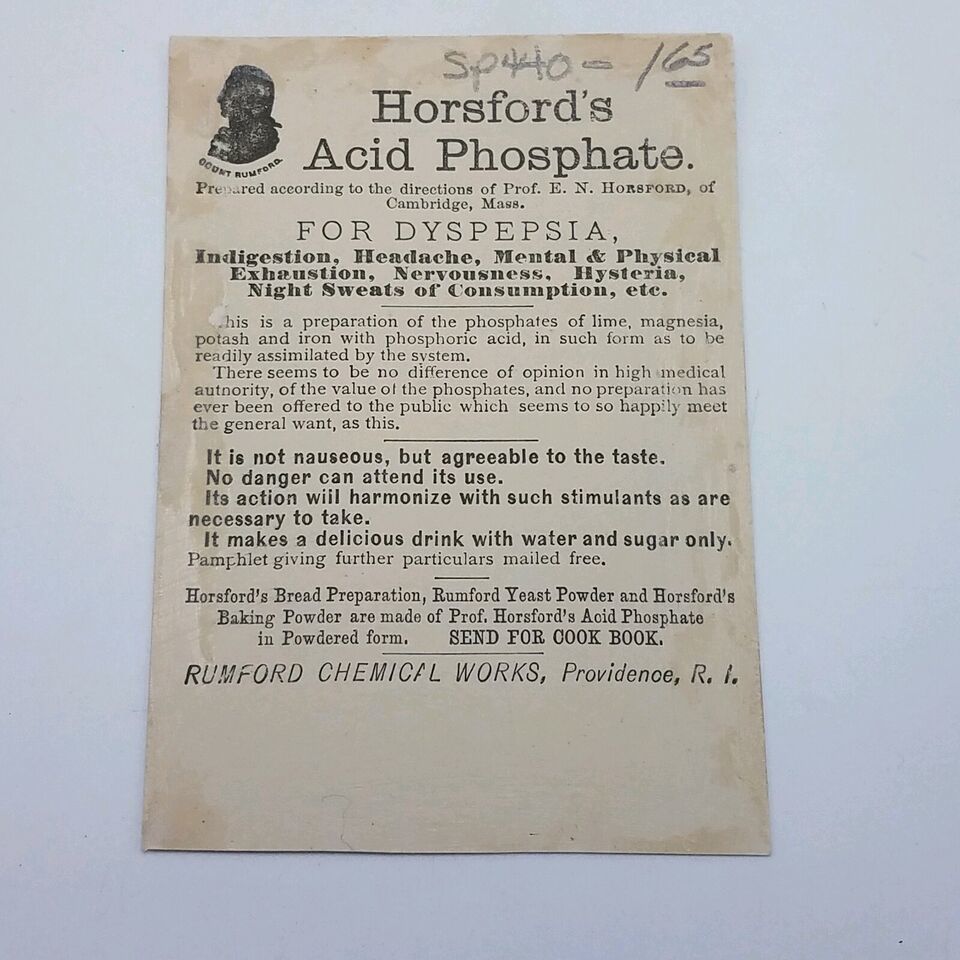 SP440 - /65
Horsford's
Acid Phosphate.
COUNT RUMFORD.
Prepared according to the directions of Prof. E. N. HORSFORD, of
Cambridge, Mass.
FOR DYSPEPSIA,
Indigestion, Headache, Mental & Physical
Exhaustion, Nervousness, Hysteria,
Night Sweats of Consumption, etc.
This is a preparation of the phosphates of lime, magnesia,
potash and iron with phosphoric acid, in such form as to be
readily assimilated by the system.
There seems to be no difference of opinion in high medical
autnority, of the value of the phosphates, and no preparation has
ever been offered to the public which seems to so happily meet
the general want, as this.
It is not nauseous, but agreeable to the taste.
No danger can attend its use.
Its action will harmonize with such stimulants as are
necessary to take.
It makes a delicious drink with water and sugar only.
Pamphlet giving further particulars mailed free.
Horsford's Bread Preparation, Rumford Yeast Powder and Horsford's
Baking Powder are made of Prof. Horsford's Acid Phosphate
in Powdered form. SEND FOR COOK BOOK.
RUMFORD CHEMICAL WORKS, Providence, R. I.